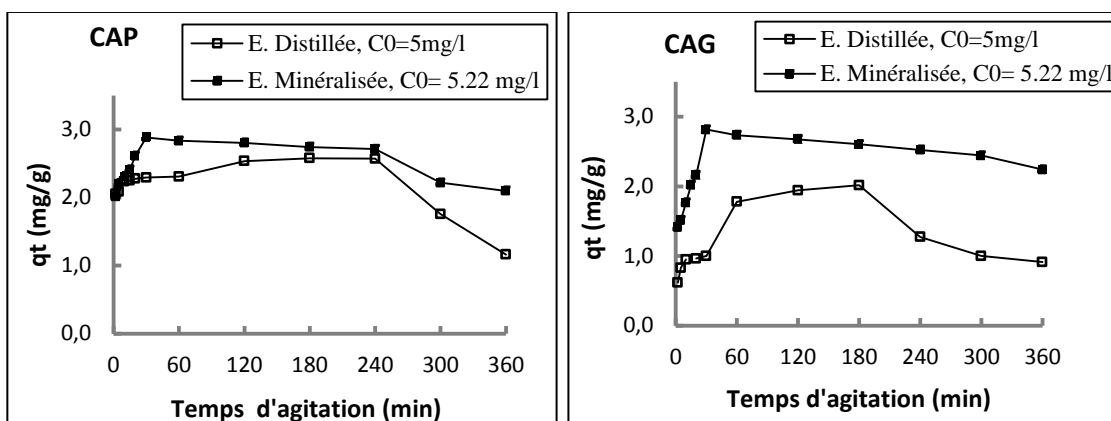 CAP
E. Distillée, C0=5mg/l
E. Minéralisée, C0= 5.22 mg/l
qt (mg/g)
3,0
2,0
1,0
0,0
0 60 120 180 240 300 360
Temps d'agitation (min)
CAG
E. Distillée, C0=5mg/l
E. Minéralisée, C0= 5.22 mg/l
qt (mg/g)
3,0
2,0
1,0
0,0
0 60 120 180 240 300 360
Temps d'agitation (min)